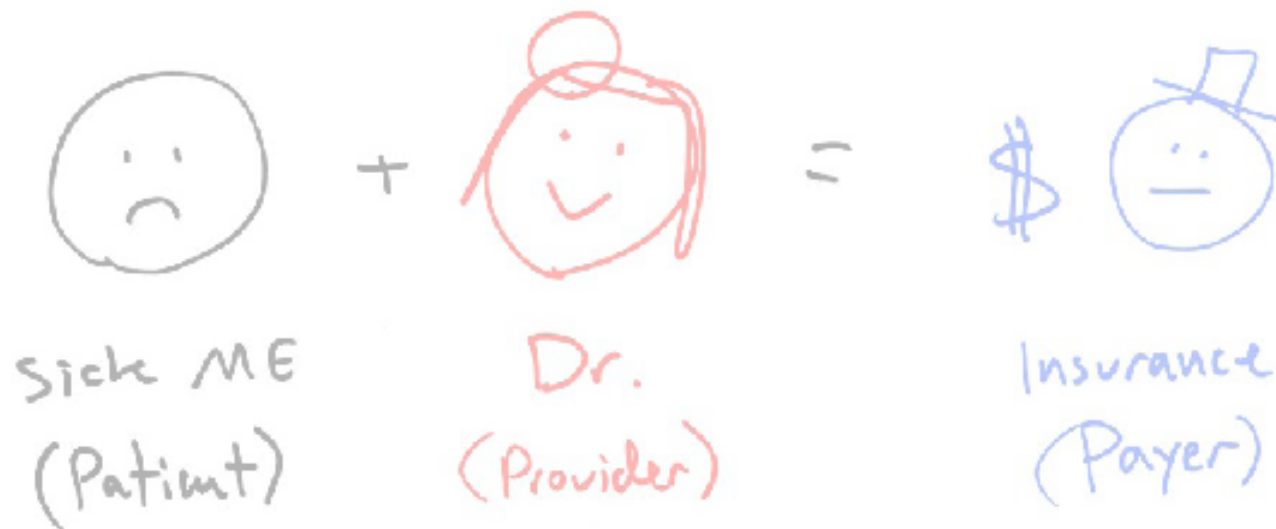 + = $
Sick ME Dr. Insurance
(Patient) (Provider) (Payer)